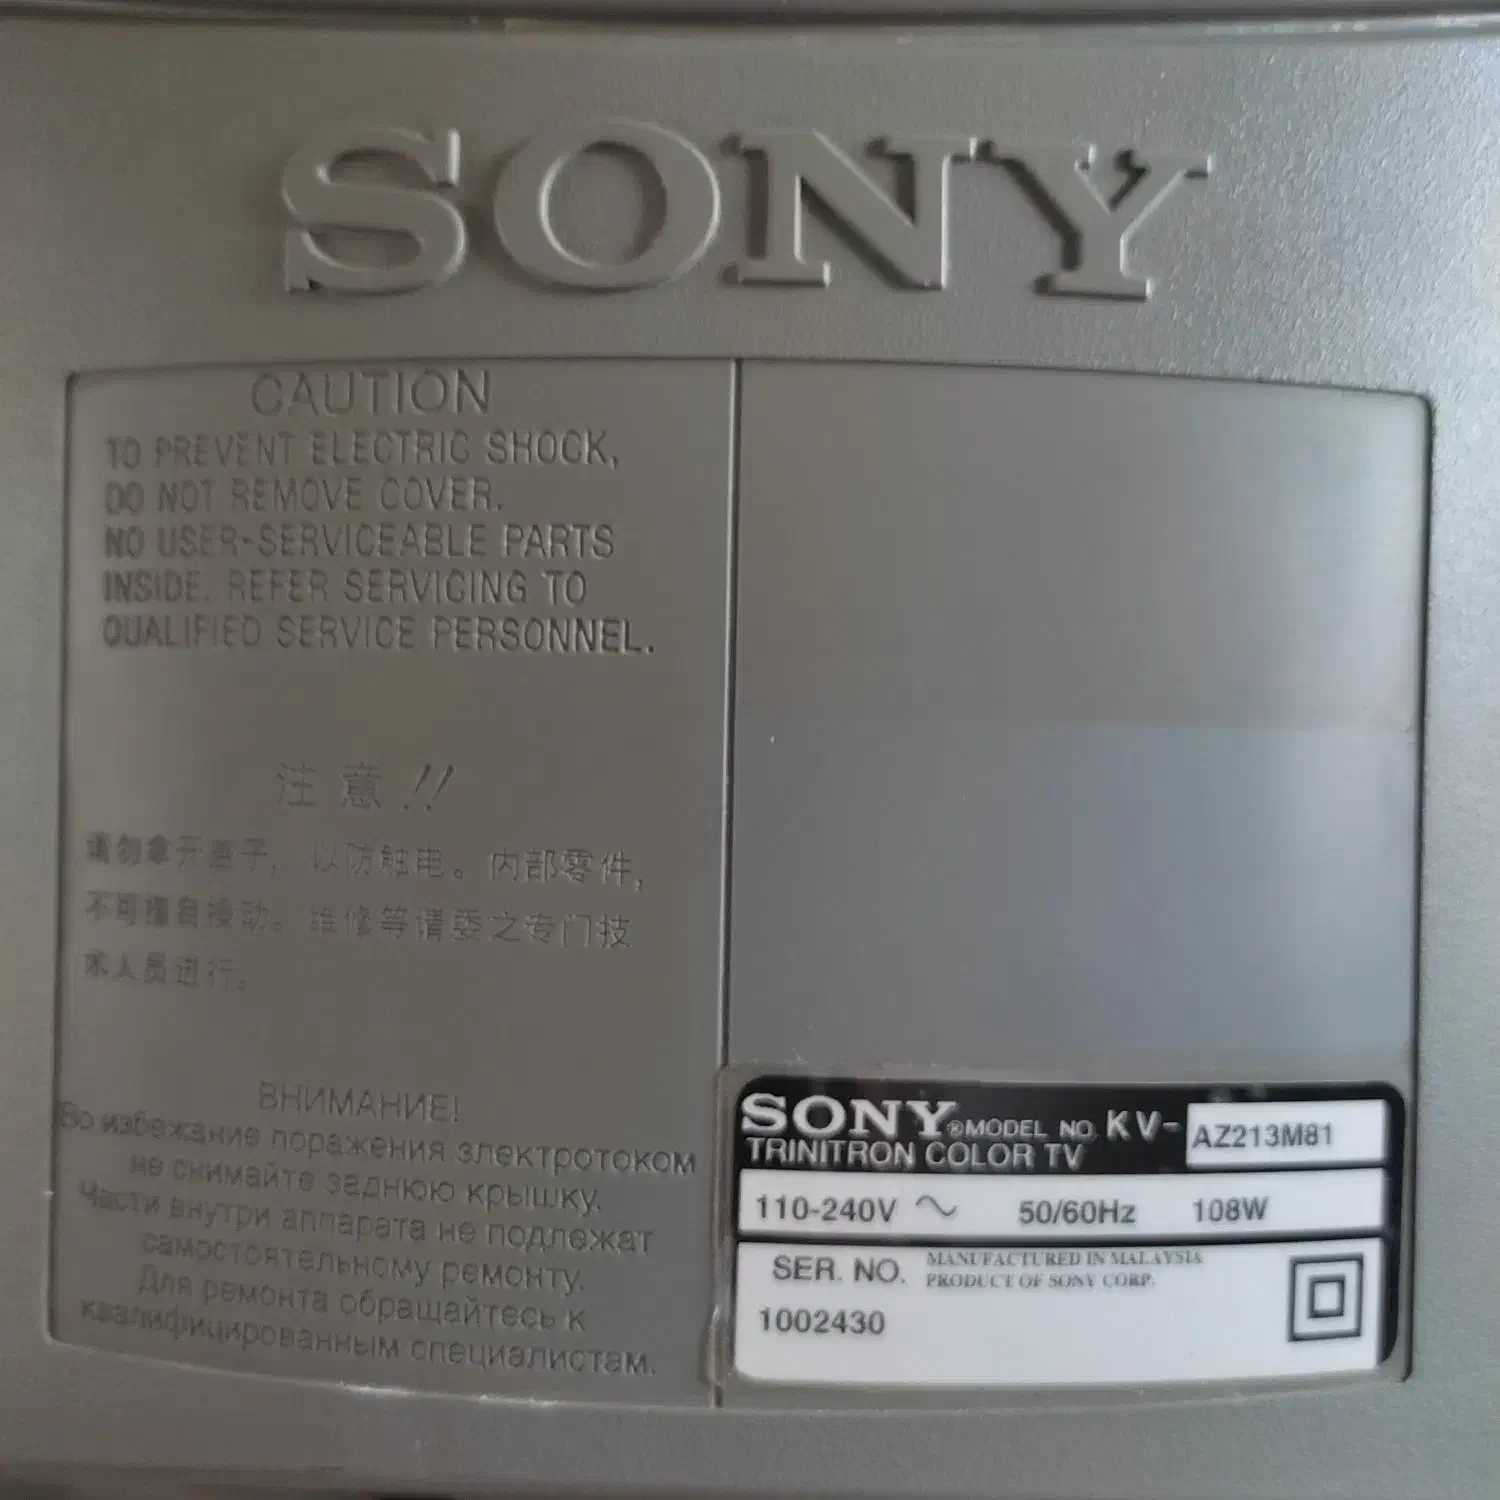 SONY
CAUTION
TO PREVENT ELECTRIC SHOCK,
DO NOT REMOVE COVER.
NO USER-SERVICEABLE PARTS
INSIDE. REFER SERVICING TO
QUALIFIED SERVICE PERSONNEL.
注意!!
请勿拿开盖子，以防触电。内部零件，
不可擅自操动。维修等请委之专门技
术人员进行。
ВНИМАНИЕ!
Во избежание поражения злектротоком
не снимайте заднюю крышку.
Части внутри аппарата не подлежат
самостоятельному ремонту.
Для ремонта обращайтесь к
квалифицированным специалистам.
SONY® MODEL NO. KV-AZ213M81
TRINITRON COLOR TV
110-240V ~ 50/60Hz 108W
SER. NO. MANUFACTURED IN MALAYSIA
PRODUCT OF SONY CORP.
1002430